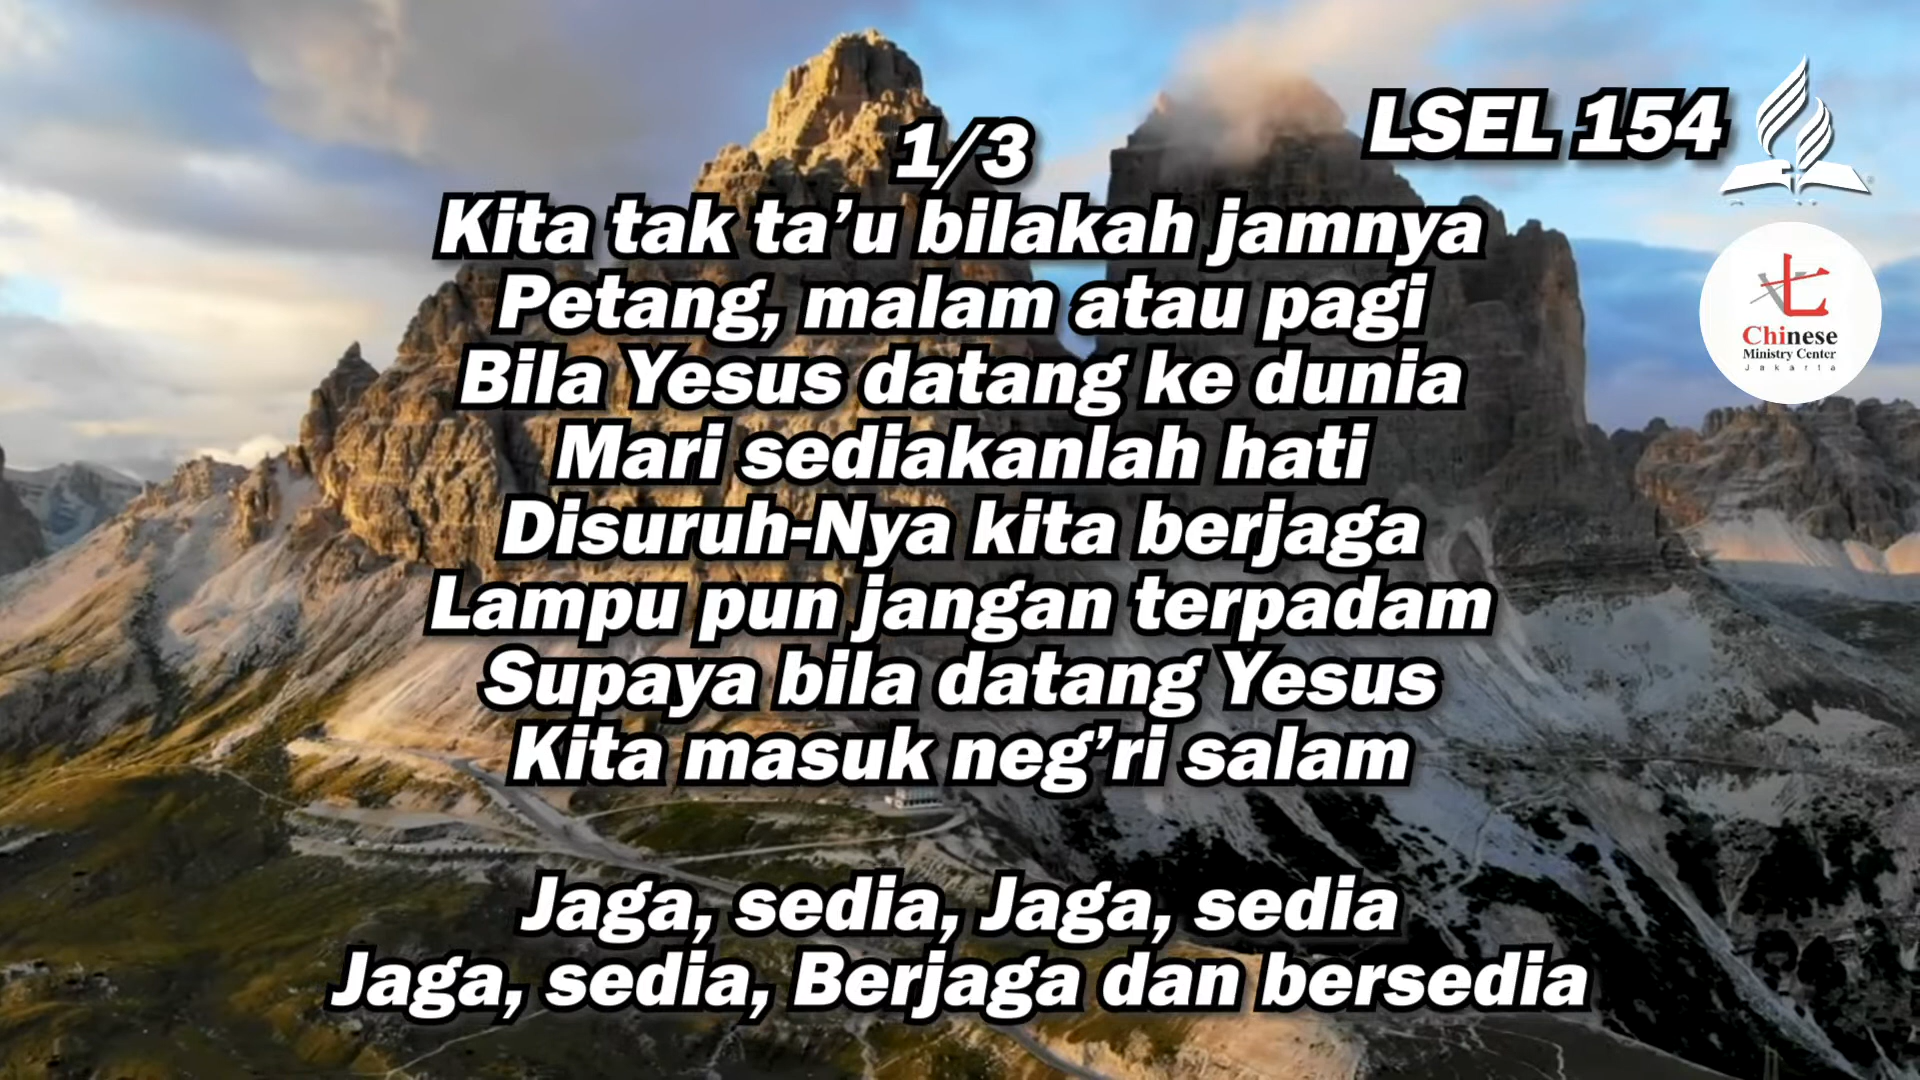 LSEL 154
1/3
Kita tak ta’u bilakah jamnya
Petang, malam atau pagi
Bila Yesus datang ke dunia
Mari sediakanlah hati
Disuruh-Nya kita berjaga
Lampu pun jangan terpadam
Supaya bila datang Yesus
Kita masuk neg’ri salam
Jaga, sedia, Jaga, sedia
Jaga, sedia, Berjaga dan bersedia
七
Chinese
Ministry Center
Jakarta